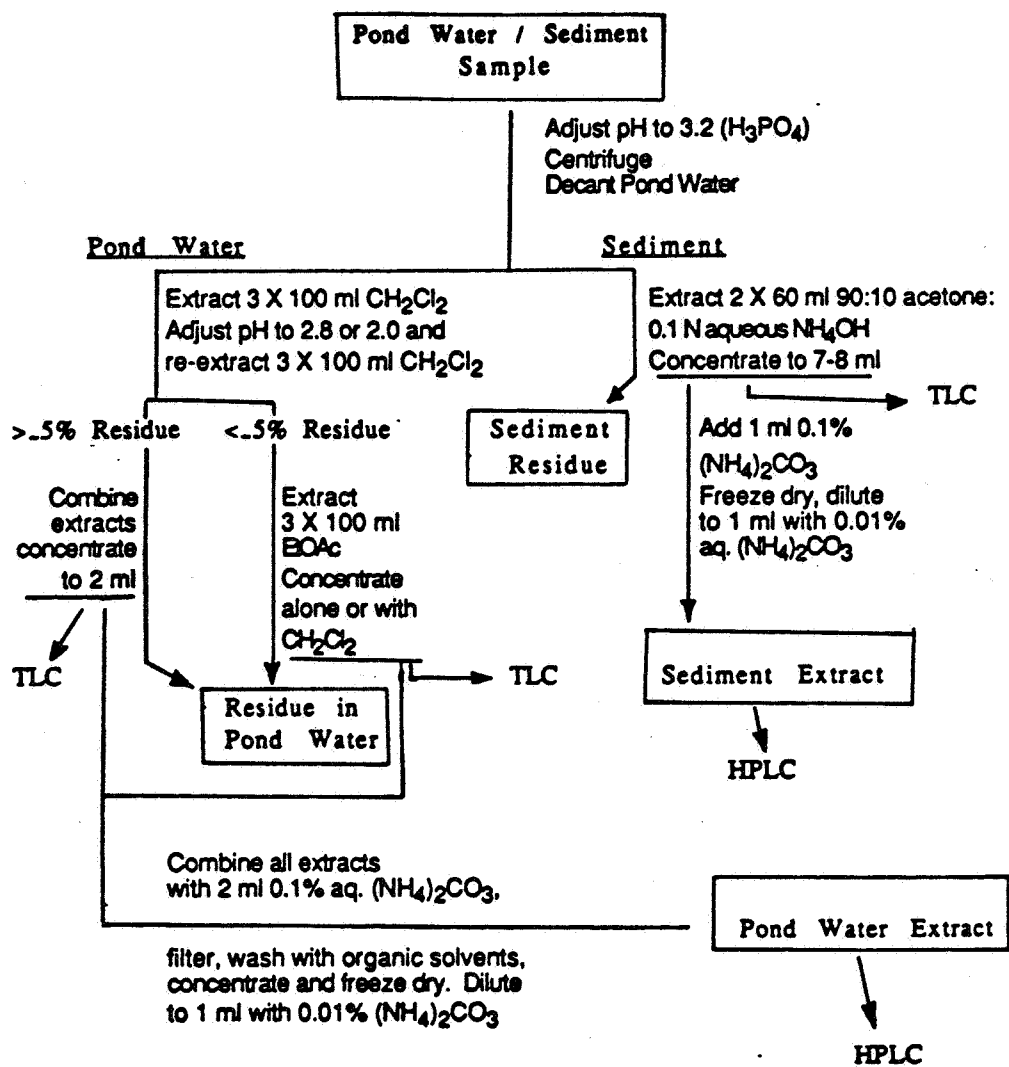 Pond Water / Sediment
Sample
Adjust pH to 3.2 (H₃PO₄)
Centrifuge
Decant Pond Water
Pond Water
Sediment
Extract 3 X 100 ml CH₂Cl₂
Adjust pH to 2.8 or 2.0 and
re-extract 3 X 100 ml CH₂Cl₂
Extract 2 X 60 ml 90:10 acetone:
0.1 N aqueous NH₄OH
Concentrate to 7-8 ml
TLC
>.5% Residue
<.5% Residue
Sediment
Residue
Add 1 ml 0.1%
(NH₄)₂CO₃
Freeze dry, dilute
to 1 ml with 0.01%
aq. (NH₄)₂CO₃
Combine
extracts
concentrate
to 2 ml
Extract
3 X 100 ml
EtOAc
Concentrate
alone or with
CH₂Cl₂
TLC
TLC
Residue in
Pond Water
Sediment Extract
HPLC
Combine all extracts
with 2 ml 0.1% aq. (NH₄)₂CO₃,
Pond Water Extract
filter, wash with organic solvents,
concentrate and freeze dry. Dilute
to 1 ml with 0.01% (NH₄)₂CO₃
HPLC